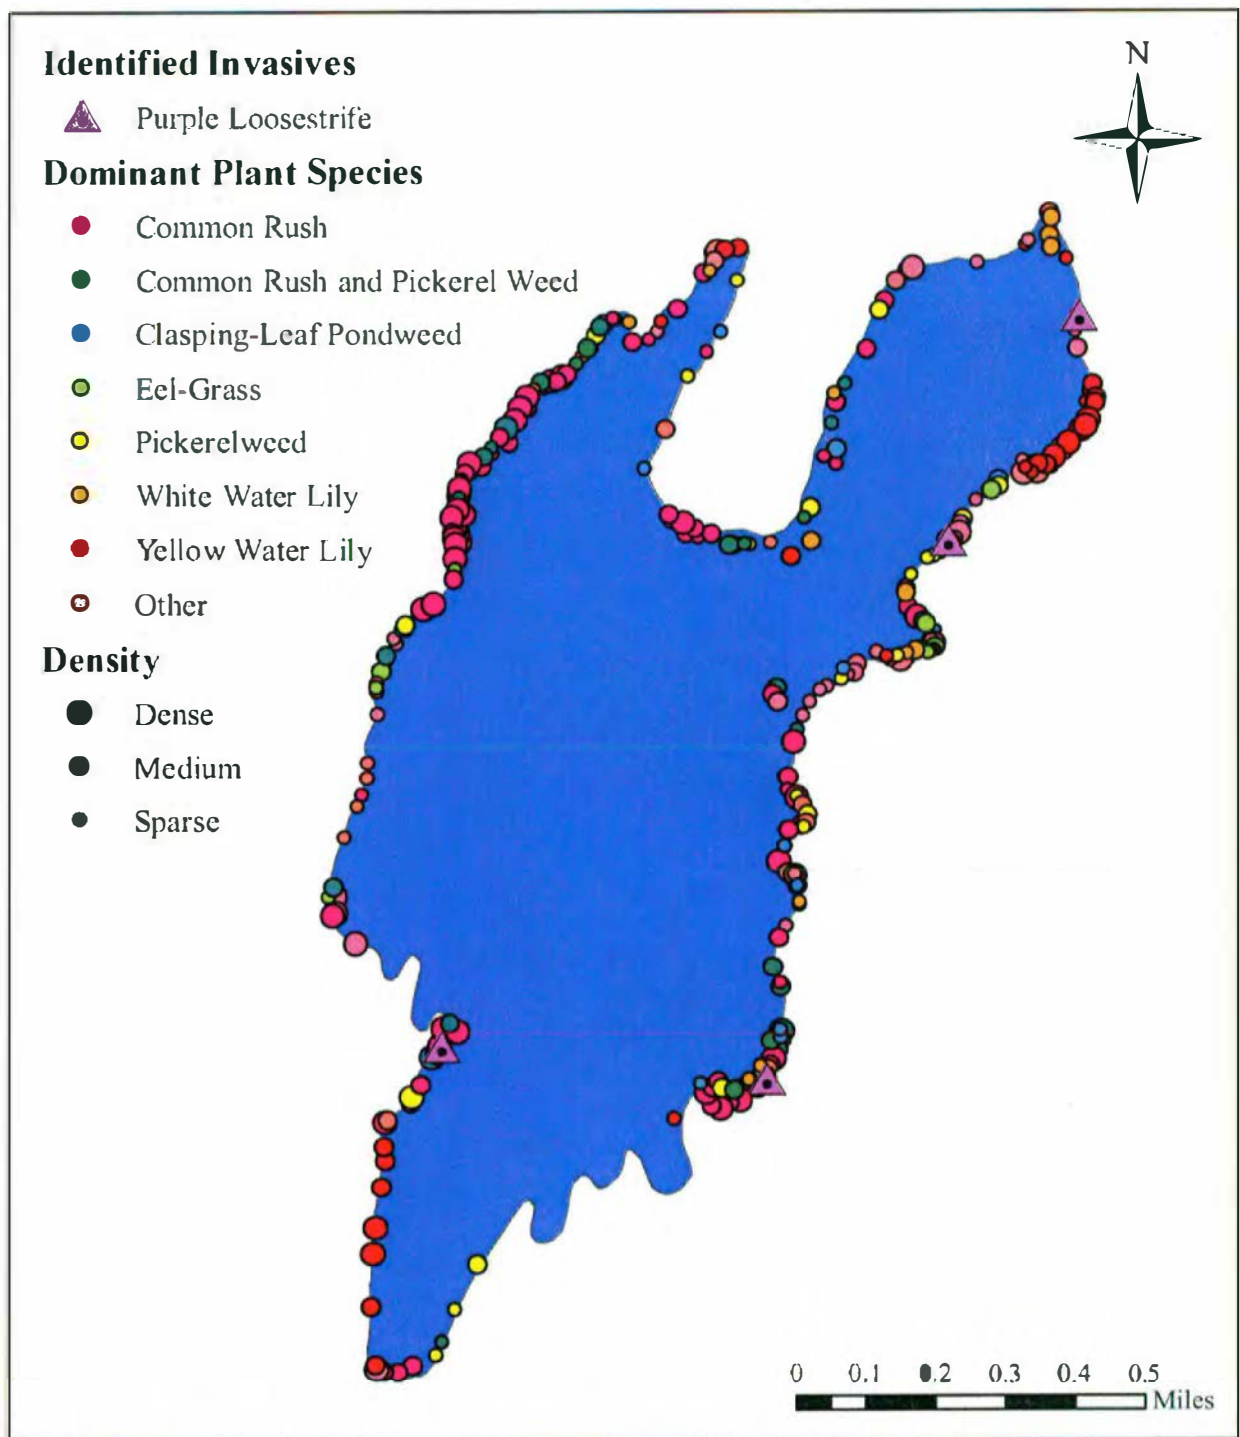 Identified Invasives
Purple Loosestrife
Dominant Plant Species
Common Rush
Common Rush and Pickerel Weed
Clasping-Leaf Pondweed
Eel-Grass
Pickerelweed
White Water Lily
Yellow Water Lily
Other
Density
Dense
Medium
Sparse
N
0 0.1 0.2 0.3 0.4 0.5
Miles